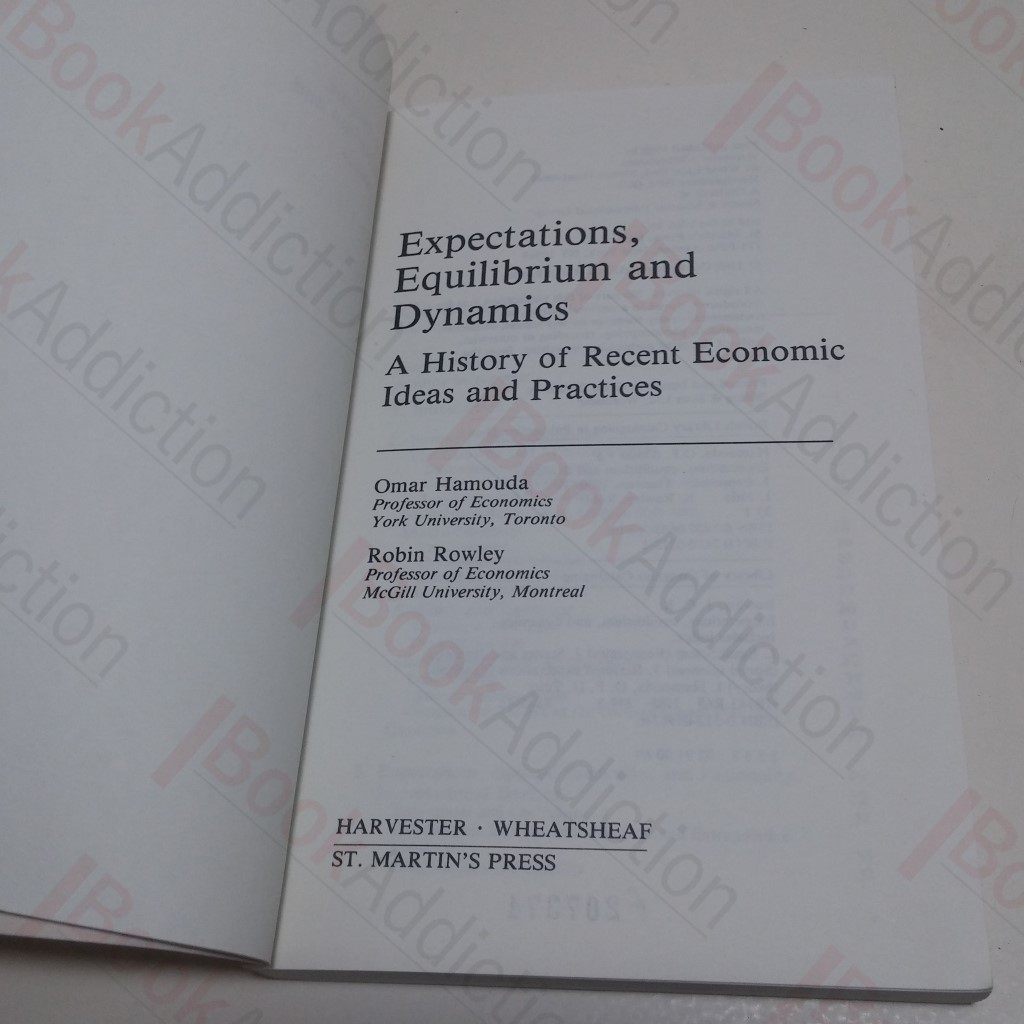 Expectations,
Equilibrium and
Dynamics
A History of Recent Economic
Ideas and Practices
Omar Hamouda
Professor of Economics
York University, Toronto
Robin Rowley
Professor of Economics
McGill University, Montreal
HARVESTER · WHEATSHEAF
ST. MARTIN'S PRESS
BookAddiction